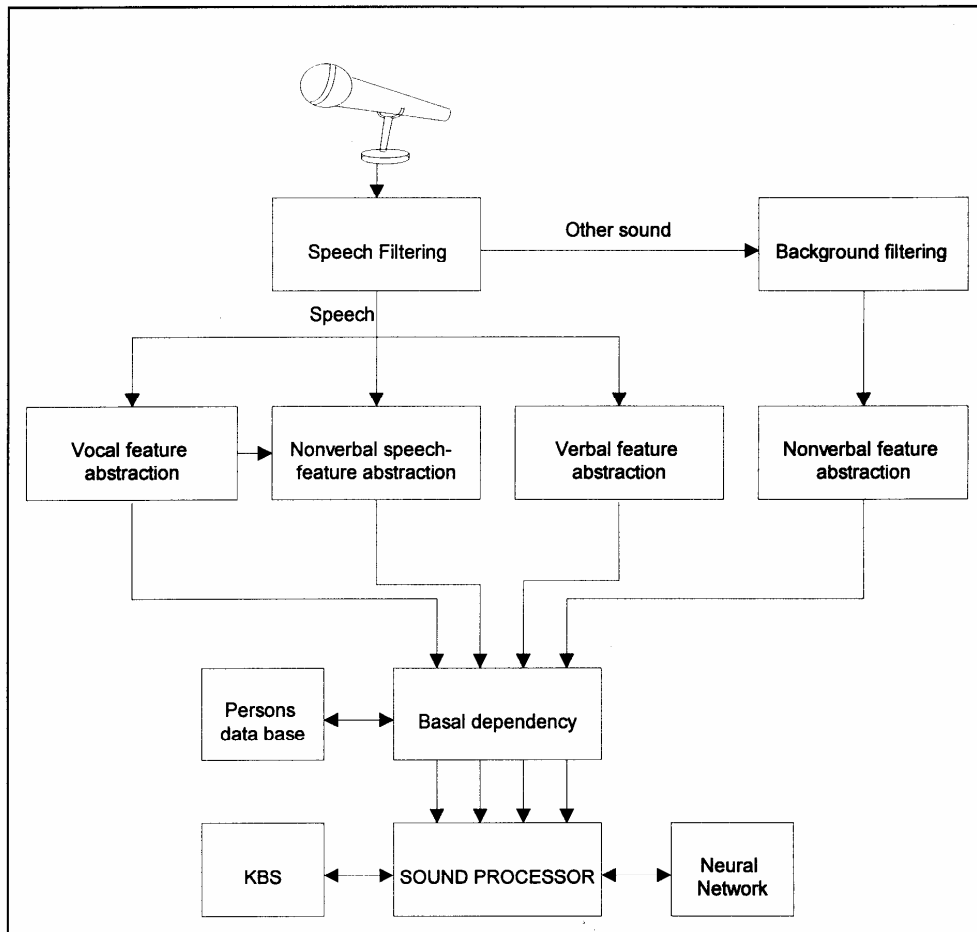 Other sound
Speech Filtering
Background filtering
Speech
Vocal feature
abstraction
Nonverbal speech-
feature abstraction
Verbal feature
abstraction
Nonverbal feature
abstraction
Persons
data base
Basal dependency
KBS
SOUND PROCESSOR
Neural
Network